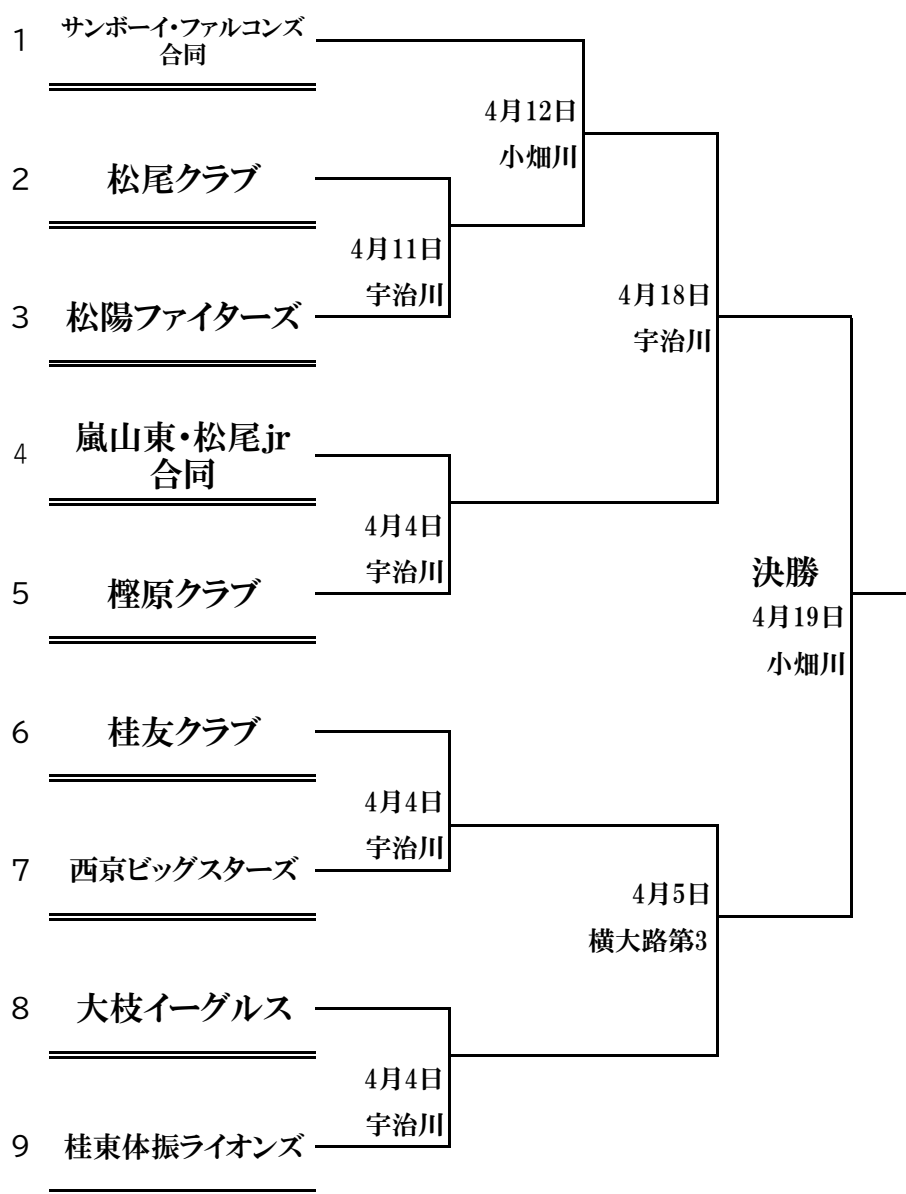 1
サンボーイ・ファルコンズ
合同
4月12日
小畑川
2
松尾クラブ
4月11日
宇治川
3
松陽ファイターズ
4月18日
宇治川
4
嵐山東・松尾jr
合同
4月4日
宇治川
5
樫原クラブ
決勝
4月19日
小畑川
6
桂友クラブ
4月4日
宇治川
7
西京ビッグスターズ
4月5日
横大路第3
8
大枝イーグルス
4月4日
宇治川
9
桂東体振ライオンズ